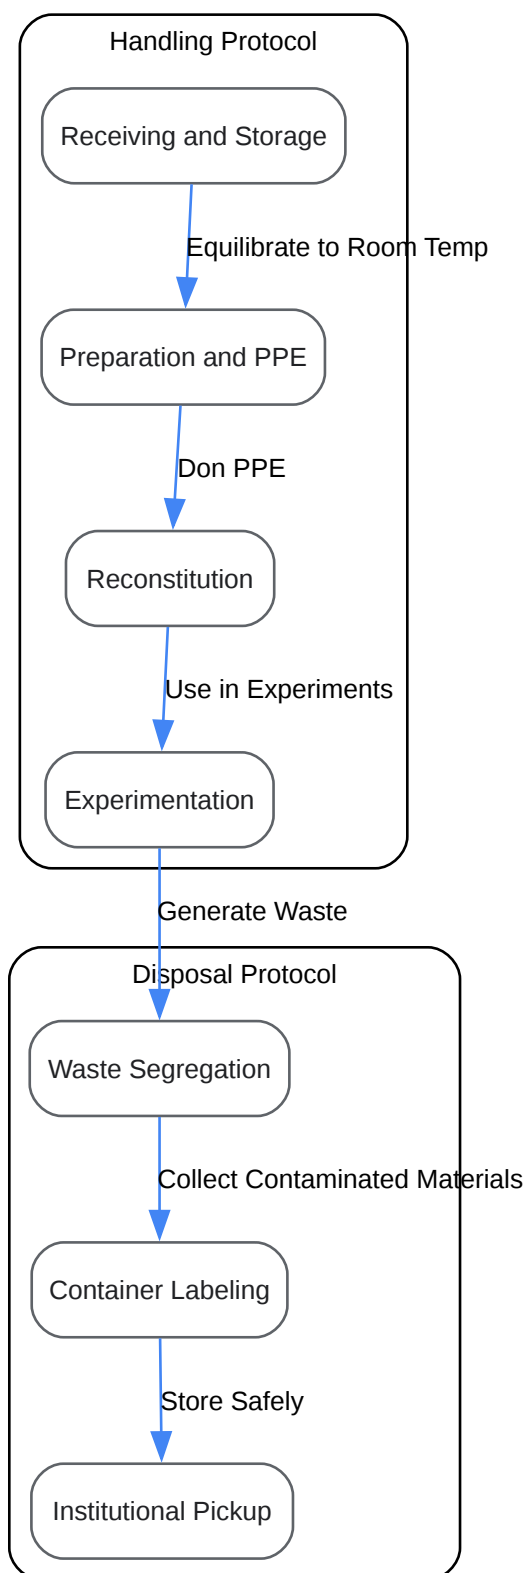 Handling Protocol
Receiving and Storage
Equilibrate to Room Temp
Preparation and PPE
Don PPE
Reconstitution
Use in Experiments
Experimentation
Generate Waste
Disposal Protocol
Waste Segregation
Collect Contaminated Materials
Container Labeling
Store Safely
Institutional Pickup